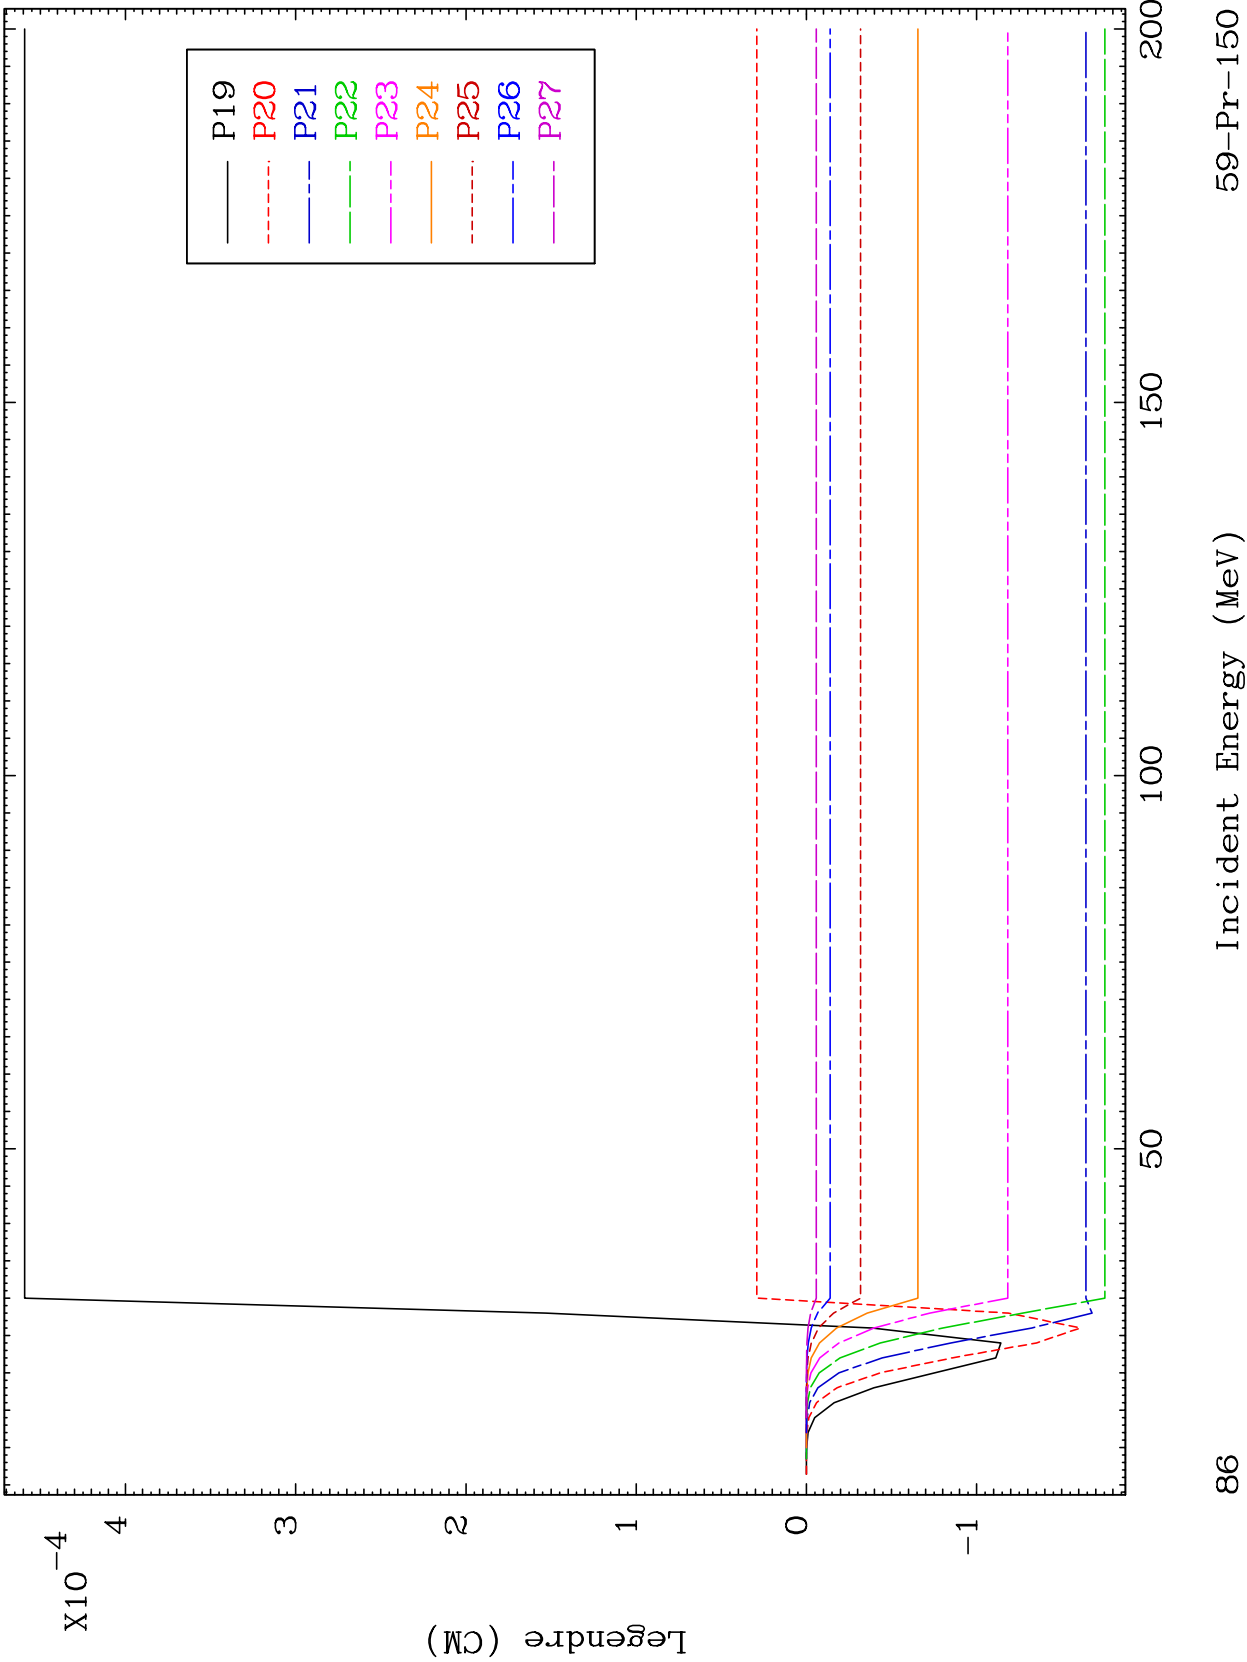 X10^-4
Legendre (CM)
4
3
2
1
0
-1
P19
P20
P21
P22
P23
P24
P25
P26
P27
50
100
150
200
Incident Energy (MeV)
86
59-Pr-150